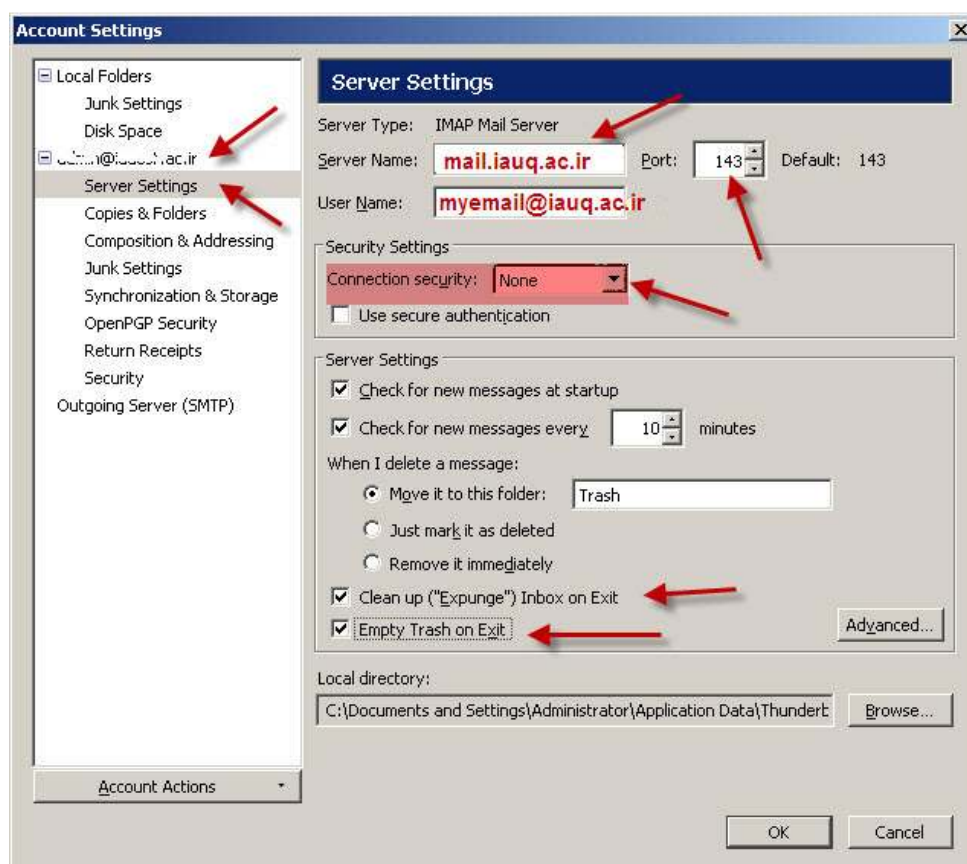 Account Settings
Local Folders
Junk Settings
Disk Space
Server Settings
Copies & Folders
Composition & Addressing
Junk Settings
Synchronization & Storage
OpenPGP Security
Return Receipts
Security
Outgoing Server (SMTP)
Account Actions
Server Settings
Server Type: IMAP Mail Server
Server Name: mail.iauq.ac.ir Port: 143 Default: 143
User Name: myemail@iauq.ac.ir
Security Settings
Connection security: None
Use secure authentication
Server Settings
Check for new messages at startup
Check for new messages every 10 minutes
When I delete a message:
Move it to this folder: Trash
Just mark it as deleted
Remove it immediately
Clean up ("Expunge") Inbox on Exit
Empty Trash on Exit
Advanced...
Local directory:
C:\Documents and Settings\Administrator\Application Data\Thundert Browse...
OK Cancel